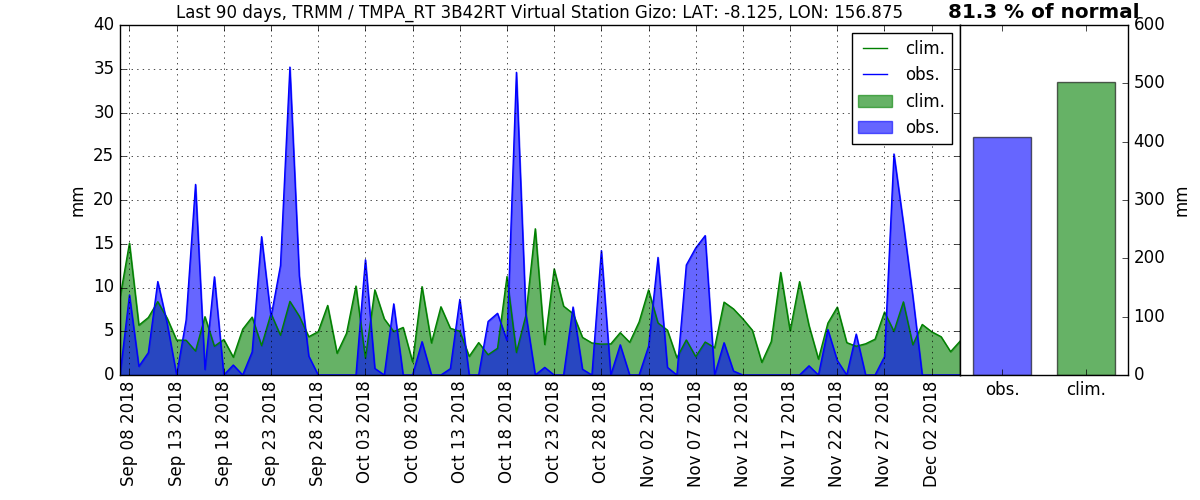 Last 90 days, TRMM / TMPA_RT 3B42RT Virtual Station Gizo: LAT: -8.125, LON: 156.875
81.3 % of normal
40
35
30
25
20
15
10
5
0
mm
clim.
obs.
clim.
obs.
600
500
400
300
200
100
0
mm
obs.
clim.
Sep 08 2018
Sep 13 2018
Sep 18 2018
Sep 23 2018
Sep 28 2018
Oct 03 2018
Oct 08 2018
Oct 13 2018
Oct 18 2018
Oct 23 2018
Oct 28 2018
Nov 02 2018
Nov 07 2018
Nov 12 2018
Nov 17 2018
Nov 22 2018
Nov 27 2018
Dec 02 2018